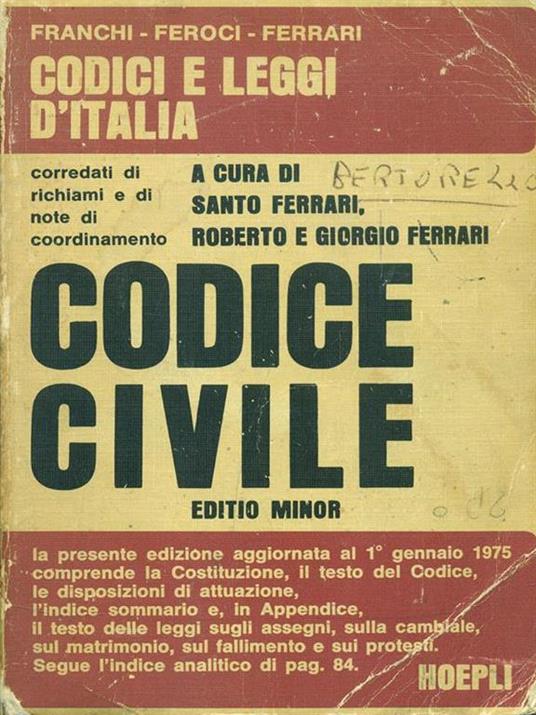 FRANCHI - FEROCI - FERRARI
CODICI E LEGGI
D'ITALIA
corredati di
richiami e di
note di
coordinamento
A CURA DI
SANTO FERRARI,
ROBERTO E GIORGIO FERRARI
BERTORELLO
CODICE
CIVILE
EDITIO MINOR
la presente edizione aggiornata al 1° gennaio 1975
comprende la Costituzione, il testo del Codice,
le disposizioni di attuazione,
l'indice sommario e, in Appendice,
il testo delle leggi sugli assegni, sulla cambiale,
sul matrimonio, sul fallimento e sui protesti.
Segue l'indice analitico di pag. 84.
HOEPLI